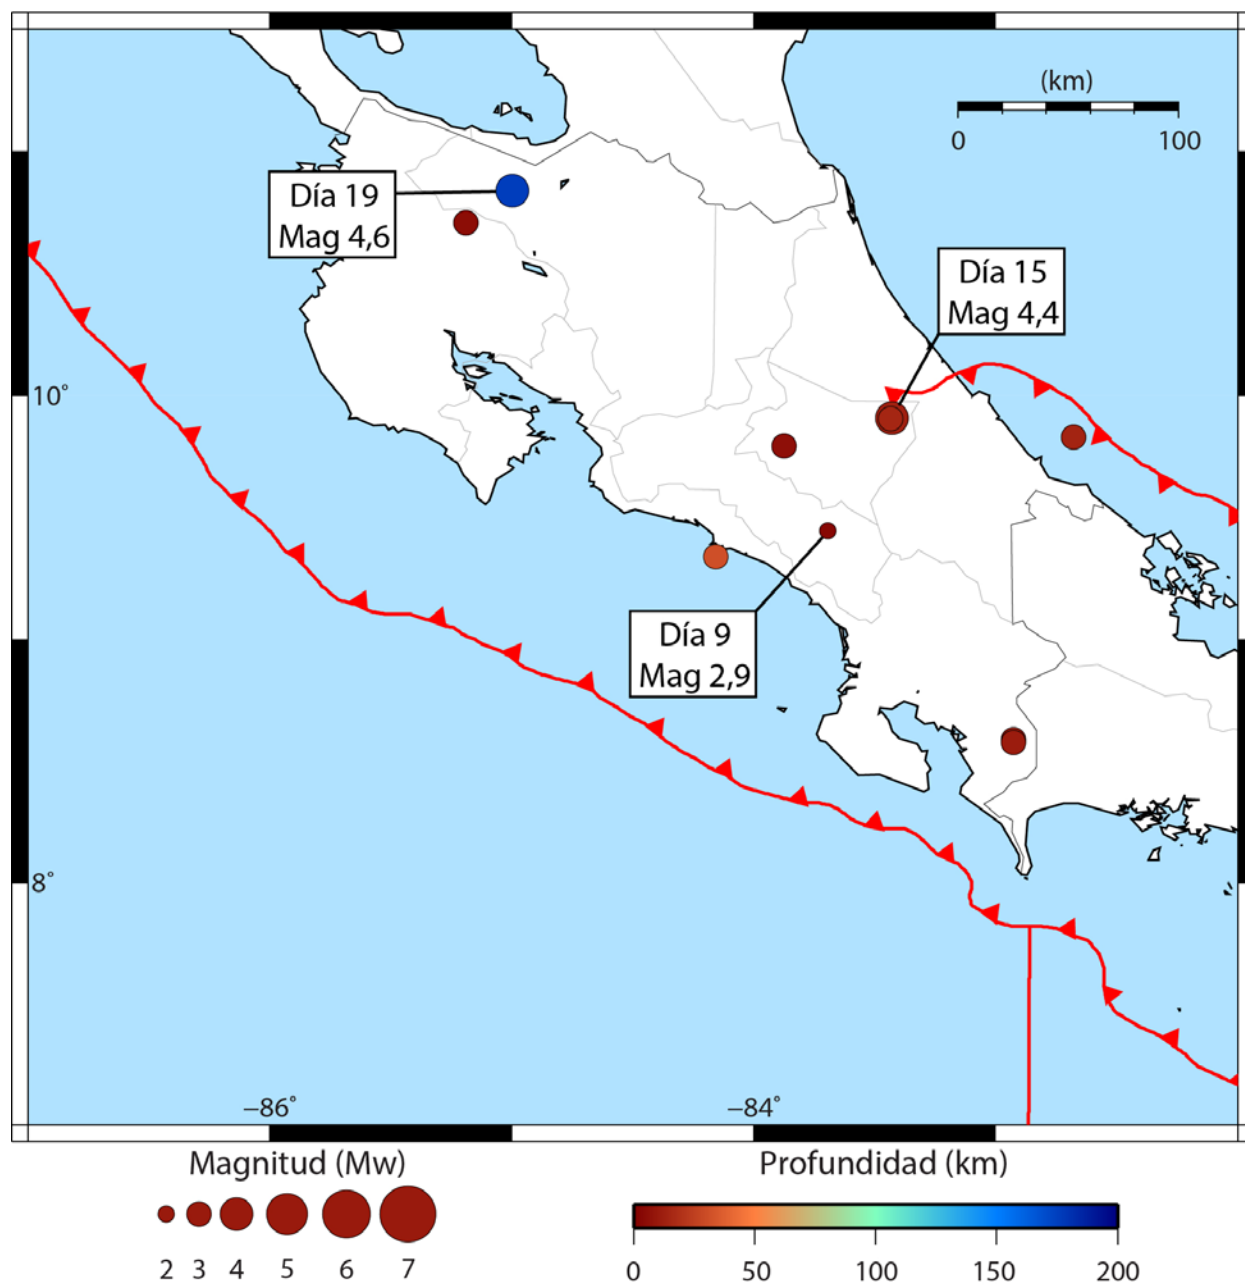 (km)
0 100
Día 19
Mag 4,6
Día 15
Mag 4,4
10°
Día 9
Mag 2,9
8°
−86° −84°
Magnitud (Mw)
2 3 4 5 6 7
Profundidad (km)
0 50 100 150 200